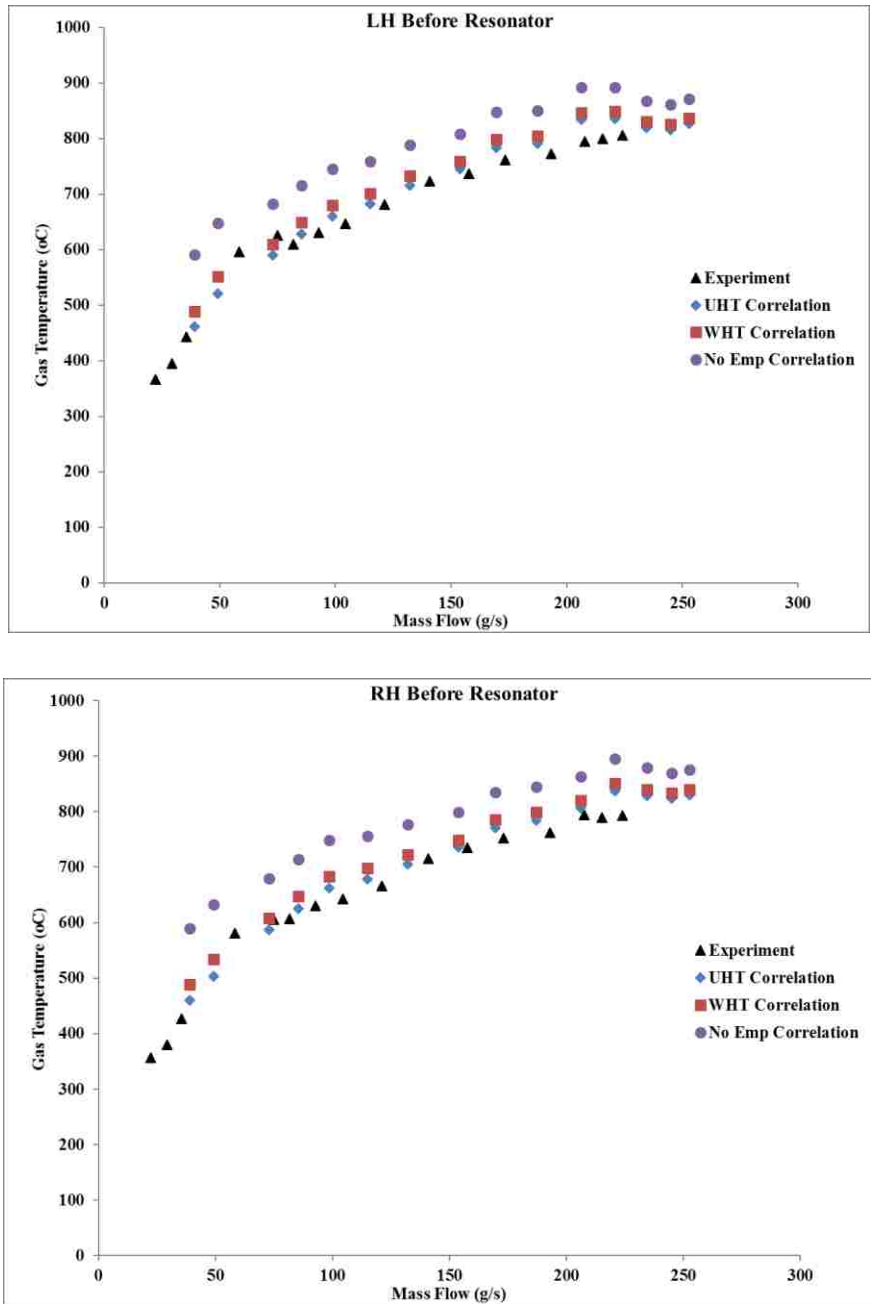 LH Before Resonator
1000
900
800
700
600
500
400
300
200
100
0
Gas Temperature (oC)
0 50 100 150 200 250 300
Mass Flow (g/s)
Experiment
UHT Correlation
WHT Correlation
No Emp Correlation
RH Before Resonator
1000
900
800
700
600
500
400
300
200
100
0
Gas Temperature (oC)
0 50 100 150 200 250 300
Mass Flow (g/s)
Experiment
UHT Correlation
WHT Correlation
No Emp Correlation